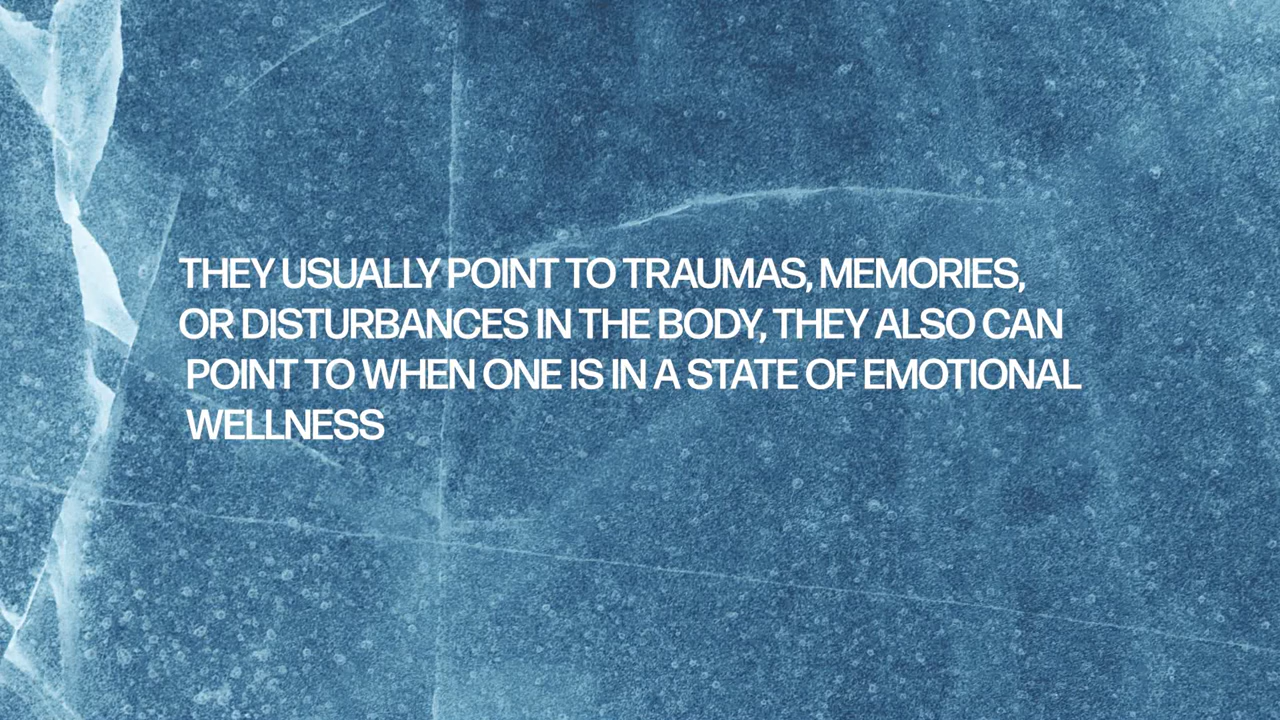 THEY USUALLY POINT TO TRAUMAS, MEMORIES,
OR DISTURBANCES IN THE BODY, THEY ALSO CAN
POINT TO WHEN ONE IS IN A STATE OF EMOTIONAL
WELLNESS